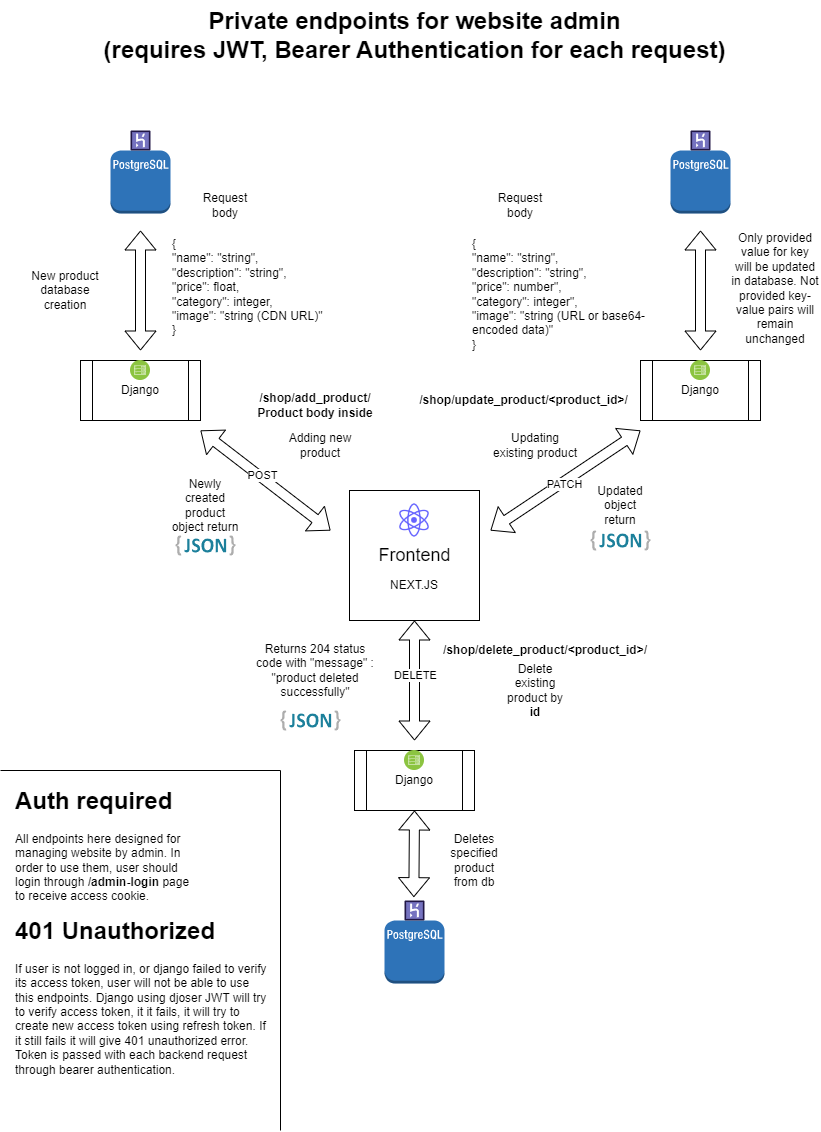 Private endpoints for website admin
(requires JWT, Bearer Authentication for each request)
PostgreSQL
PostgreSQL
Request
body
{
"name": "string",
"description": "string",
"price": float,
"category": integer,
"image": "string (CDN URL)"
}
New product
database
creation
Request
body
{
"name": "string",
"description": "string",
"price": number",
"category": integer",
"image": "string (URL or base64-
encoded data)"
}
Only provided
value for key
will be updated
in database. Not
provided key-
value pairs will
remain
unchanged
Django
Django
/shop/add_product/
Product body inside
Adding new
product
POST
/shop/update_product/<product_id>/
Updating
existing product
PATCH
Newly
created
product
object return
{JSON}
Updated
object
return
{JSON}
Frontend
NEXT.JS
Returns 204 status
code with "message" :
"product deleted
successfully"
{JSON}
DELETE
/shop/delete_product/<product_id>/
Delete
existing
product by
id
Django
Deletes
specified
product
from db
PostgreSQL
Auth required
All endpoints here designed for
managing website by admin. In
order to use them, user should
login through /admin-login page
to receive access cookie.
401 Unauthorized
If user is not logged in, or django failed to verify
its access token, user will not be able to use
this endpoints. Django using djoser JWT will try
to verify access token, it it fails, it will try to
create new access token using refresh token. If
it still fails it will give 401 unauthorized error.
Token is passed with each backend request
through bearer authentication.